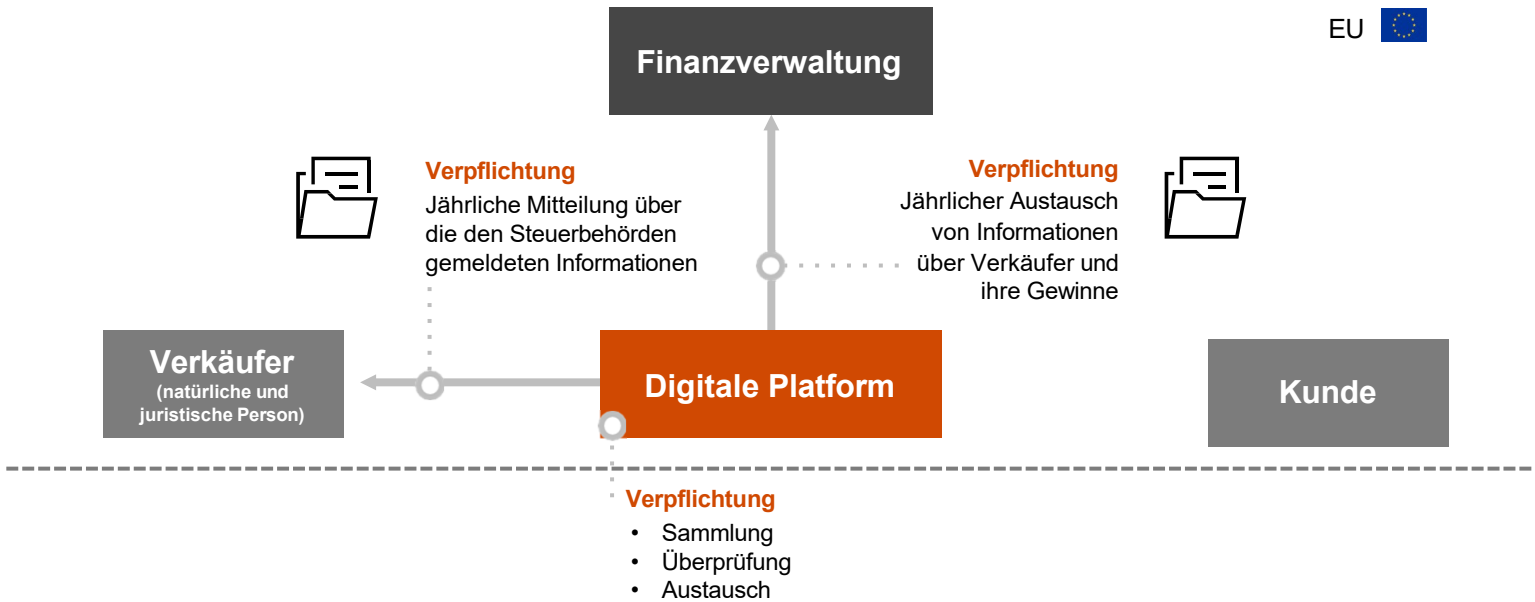 EU
Finanzverwaltung
Verpflichtung
Jährliche Mitteilung über
die den Steuerbehörden
gemeldeten Informationen
Verpflichtung
Jährlicher Austausch
von Informationen
über Verkäufer und
ihre Gewinne
Verkäufer
(natürliche und
juristische Person)
Digitale Platform
Kunde
Verpflichtung
• Sammlung
• Überprüfung
• Austausch